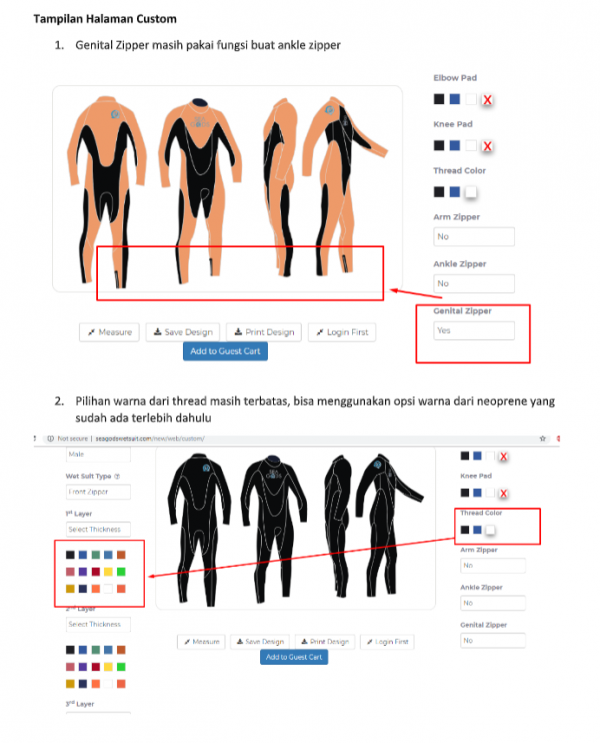 Tampilan Halaman Custom
1. Genital Zipper masih pakai fungsi buat ankle zipper
Elbow Pad
X
Knee Pad
X
Thread Color
Arm Zipper
No
Ankle Zipper
No
Genital Zipper
Yes
Measure
Save Design
Print Design
Login First
Add to Guest Cart
2. Pilihan warna dari thread masih terbatas, bisa menggunakan opsi warna dari neoprene yang
sudah ada terlebih dahulu
Not secure | seagodswetsuit.com/new/web/custom/
Male
Wet Suit Type
Front Zipper
1st Layer
Select Thickness
2nd Layer
Select Thickness
3rd Layer
X
Knee Pad
X
Thread Color
Arm Zipper
No
Ankle Zipper
No
Genital Zipper
No
Measure
Save Design
Print Design
Login First
Add to Guest Cart